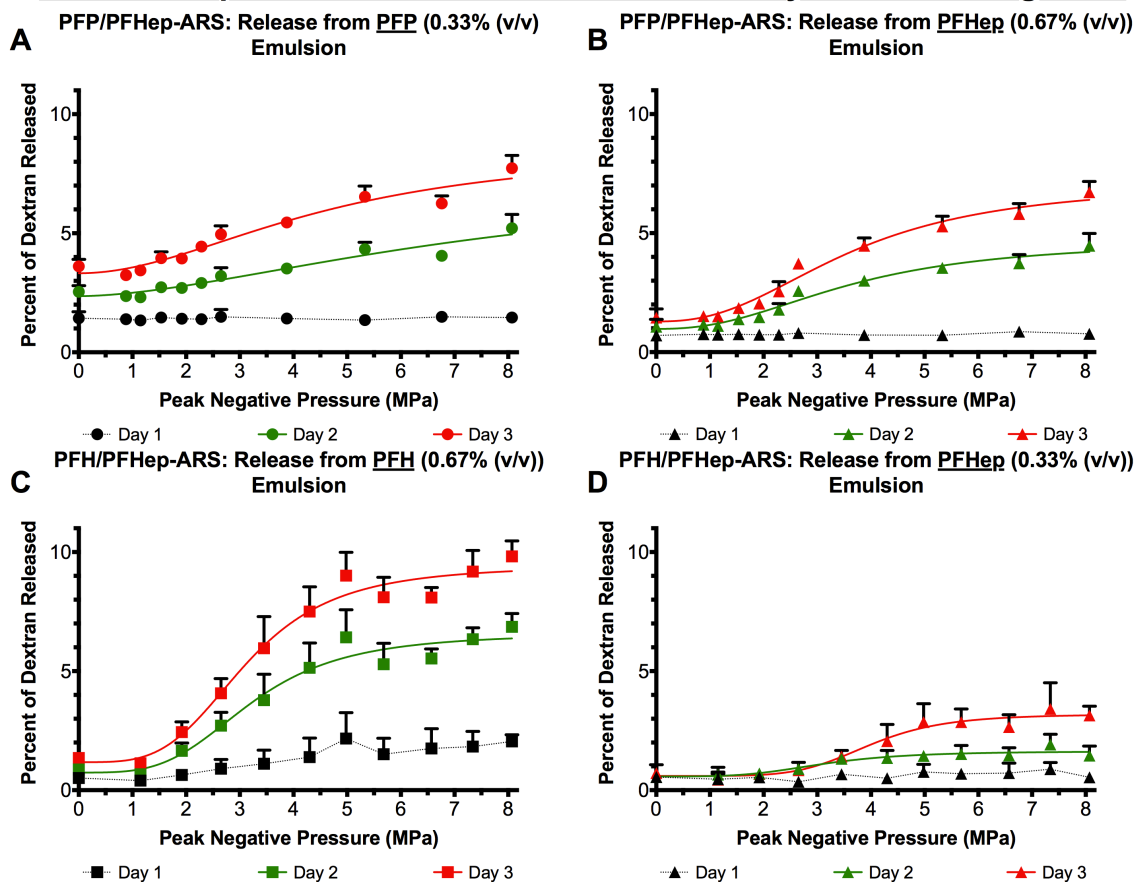 PFP/PFHep-ARS: Release from PFP (0.33% (v/v)
Emulsion
A
Percent of Dextran Released
10
5
0
0 1 2 3 4 5 6 7 8
Peak Negative Pressure (MPa)
Day 1 Day 2 Day 3
PFP/PFHep-ARS: Release from PFHep (0.67% (v/v))
Emulsion
B
Percent of Dextran Released
10
5
0
0 1 2 3 4 5 6 7 8
Peak Negative Pressure (MPa)
Day 1 Day 2 Day 3
PFH/PFHep-ARS: Release from PFH (0.67% (v/v))
Emulsion
C
Percent of Dextran Released
10
5
0
0 1 2 3 4 5 6 7 8
Peak Negative Pressure (MPa)
Day 1 Day 2 Day 3
PFH/PFHep-ARS: Release from PFHep (0.33% (v/v))
Emulsion
D
Percent of Dextran Released
10
5
0
0 1 2 3 4 5 6 7 8
Peak Negative Pressure (MPa)
Day 1 Day 2 Day 3